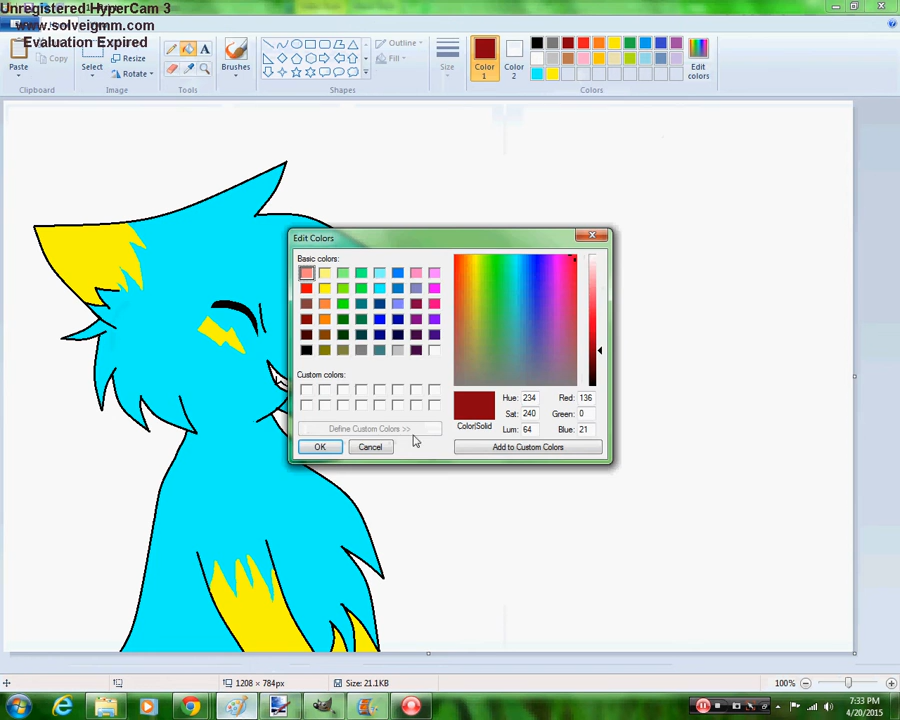 Unregistered HyperCam 3
www.solveigmm.com
Evaluation Expired
Paste
Copy
Clipboard
Select
Resize
Rotate
Image
A
Tools
Brushes
Shapes
Outline
Fill
Size
Color 1
Color 2
Colors
Edit colors
Edit Colors
Basic colors:
Custom colors:
Define Custom Colors >>
OK
Cancel
Color|Solid
Hue: 234
Sat: 240
Lum: 64
Red: 136
Green: 0
Blue: 21
Add to Custom Colors
1208 × 784px
Size: 21.1KB
100%
7:33 PM
4/20/2015